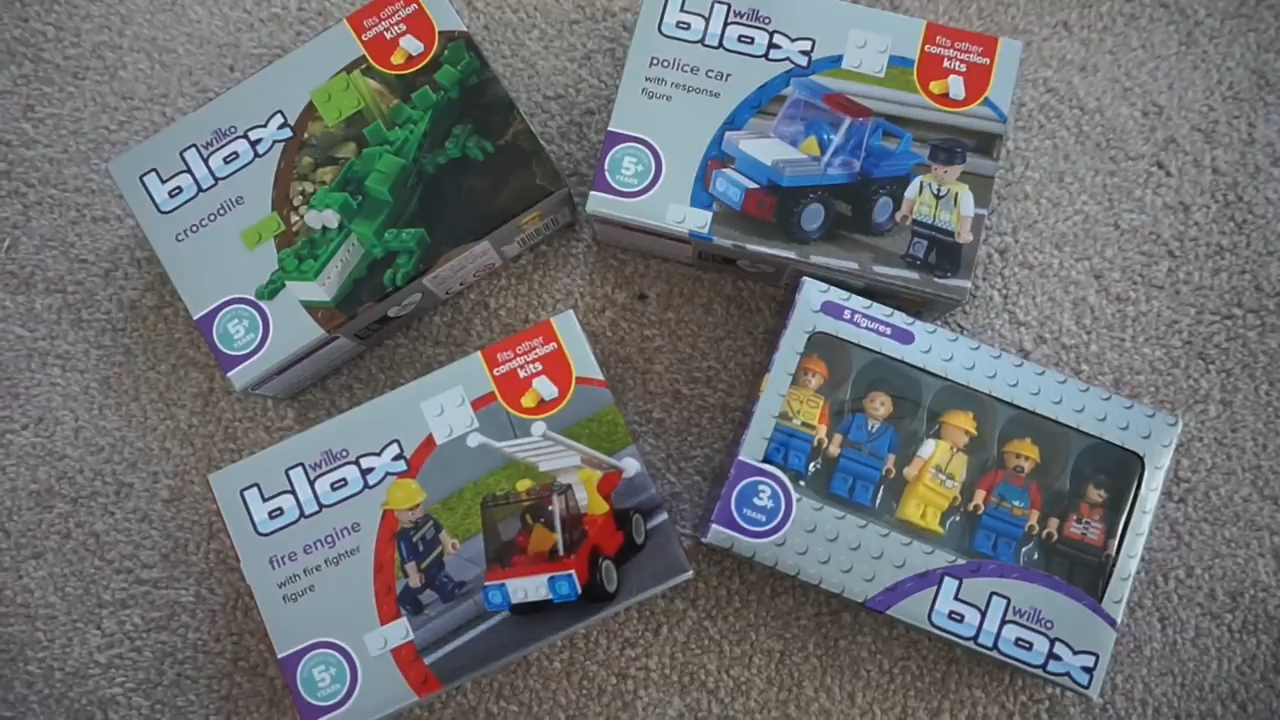 fits other
construction
kits
wilko
blox
crocodile
5+
YEARS
wilko
blox
police car
with response
figure
fits other
construction
kits
5+
YEARS
fits other
construction
kits
wilko
blox
fire engine
with fire fighter
figure
5+
YEARS
5 figures
3+
YEARS
wilko
blox